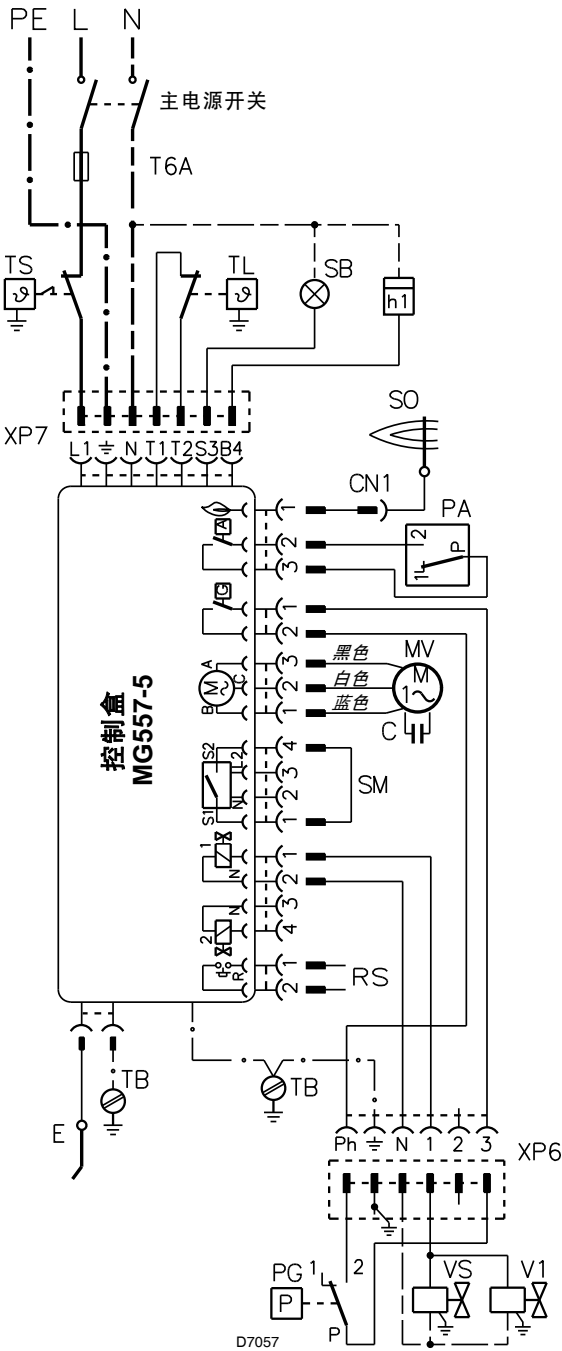 PE L N
主电源开关
T6A
TS
TL
SB
h1
XP7
L1 N T1 T2 S3 B4
SO
CN1
1
A
2
PA
2
3
1
P
G
1
2
A
3
黑色
MV
M
C
2
白色
M
1
B
1
蓝色
C
控制盒
MG557-5
S2
4
L2
3
SM
N
2
S1
1
1
1
N
2
N
3
2
4
1
R
2
RS
TB
TB
E
Ph N 1 2 3
XP6
PG
1
2
P
P
VS
V1
D7057